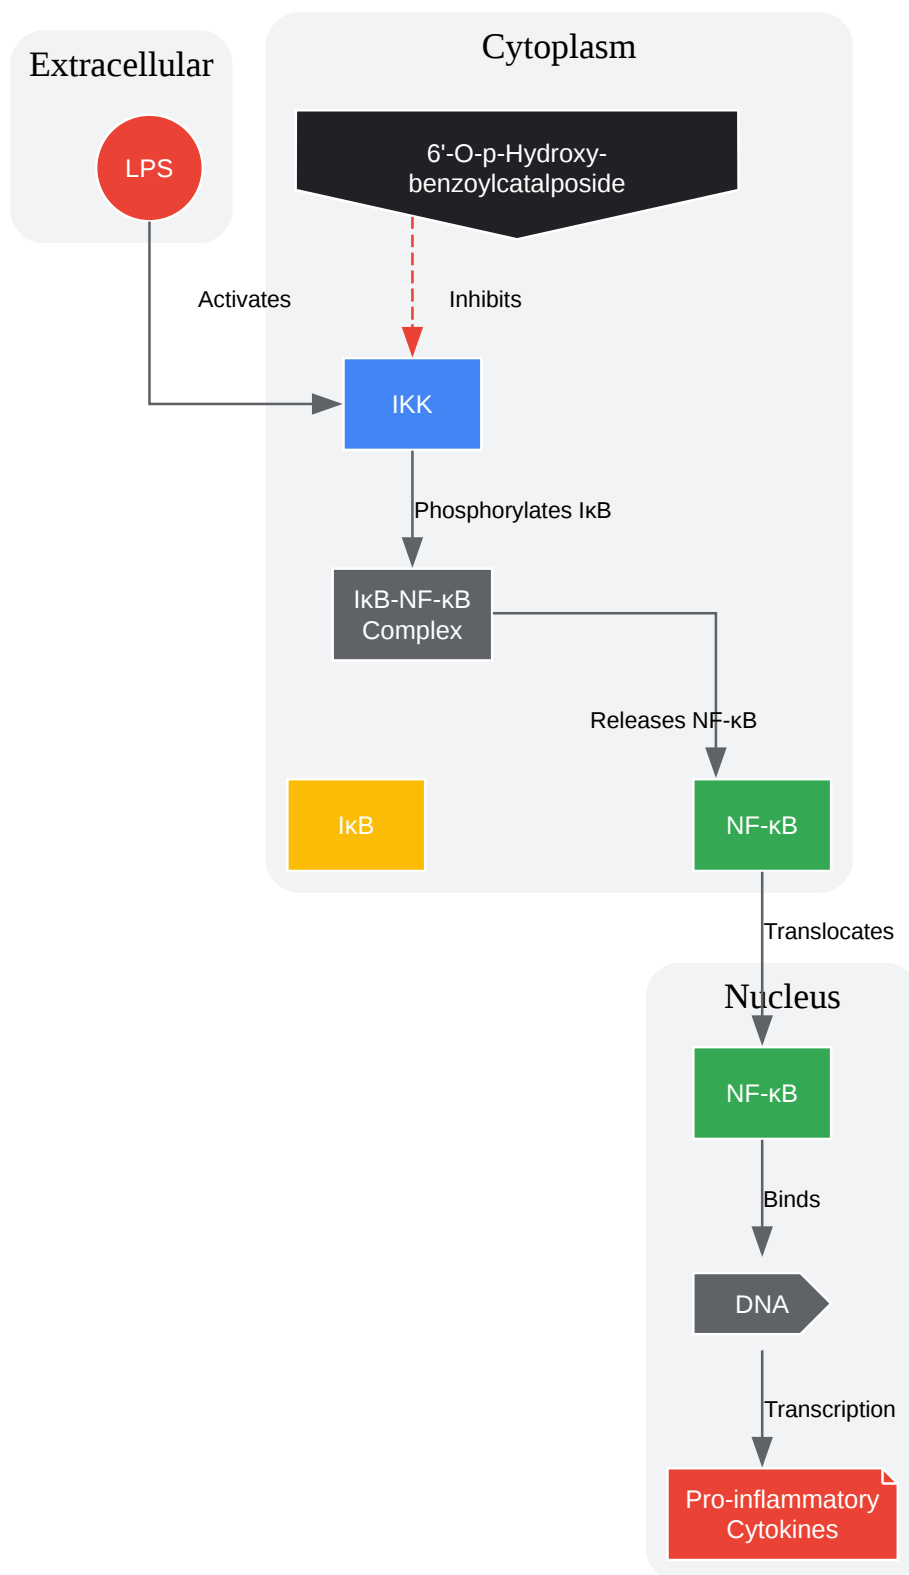 Extracellular
Cytoplasm
LPS
6'-O-p-Hydroxy-
benzoylcatalposide
Activates
Inhibits
IKK
Phosphorylates IκB
IκB-NF-κB
Complex
Releases NF-κB
IκB
NF-κB
Translocates
Nucleus
NF-κB
Binds
DNA
Transcription
Pro-inflammatory
Cytokines